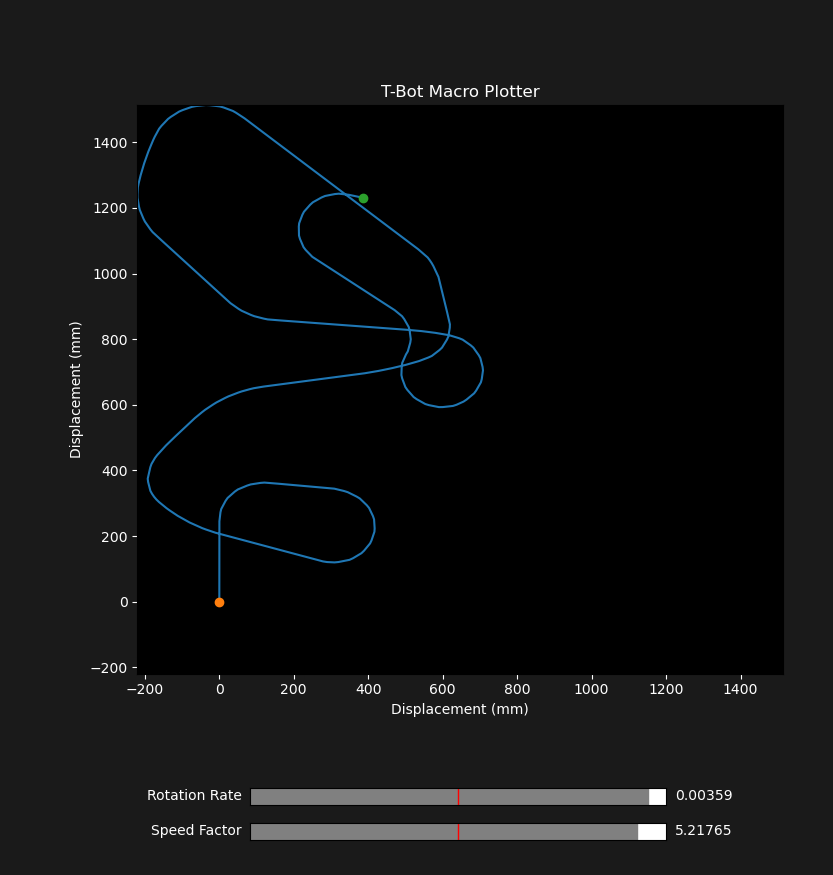 T-Bot Macro Plotter
1400
1200
1000
800
600
400
200
0
−200
Displacement (mm)
−200 0 200 400 600 800 1000 1200 1400
Displacement (mm)
Rotation Rate 0.00359
Speed Factor 5.21765